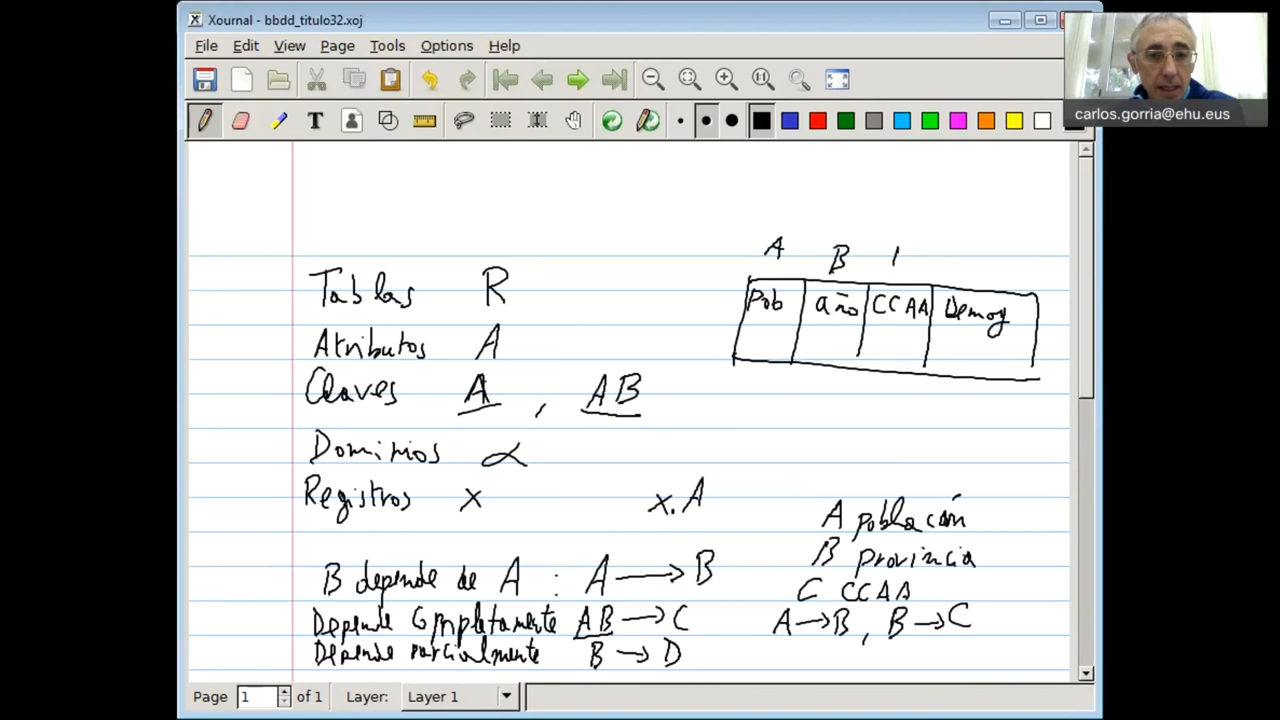 Xournal - bbdd_titulo32.xoj
File Edit View Page Tools Options Help
carlos.gorria@ehu.eus
A B
Pob año CCAA Demog
Tablas R
Atributos A
Claves A , AB
Dominios α
Registros x x.A
A población
B provincia
C CCAA
A → B , B → C
B depende de A : A → B
Depende completamente AB → C
Depende parcialmente B → D
Page 1 of 1 Layer: Layer 1